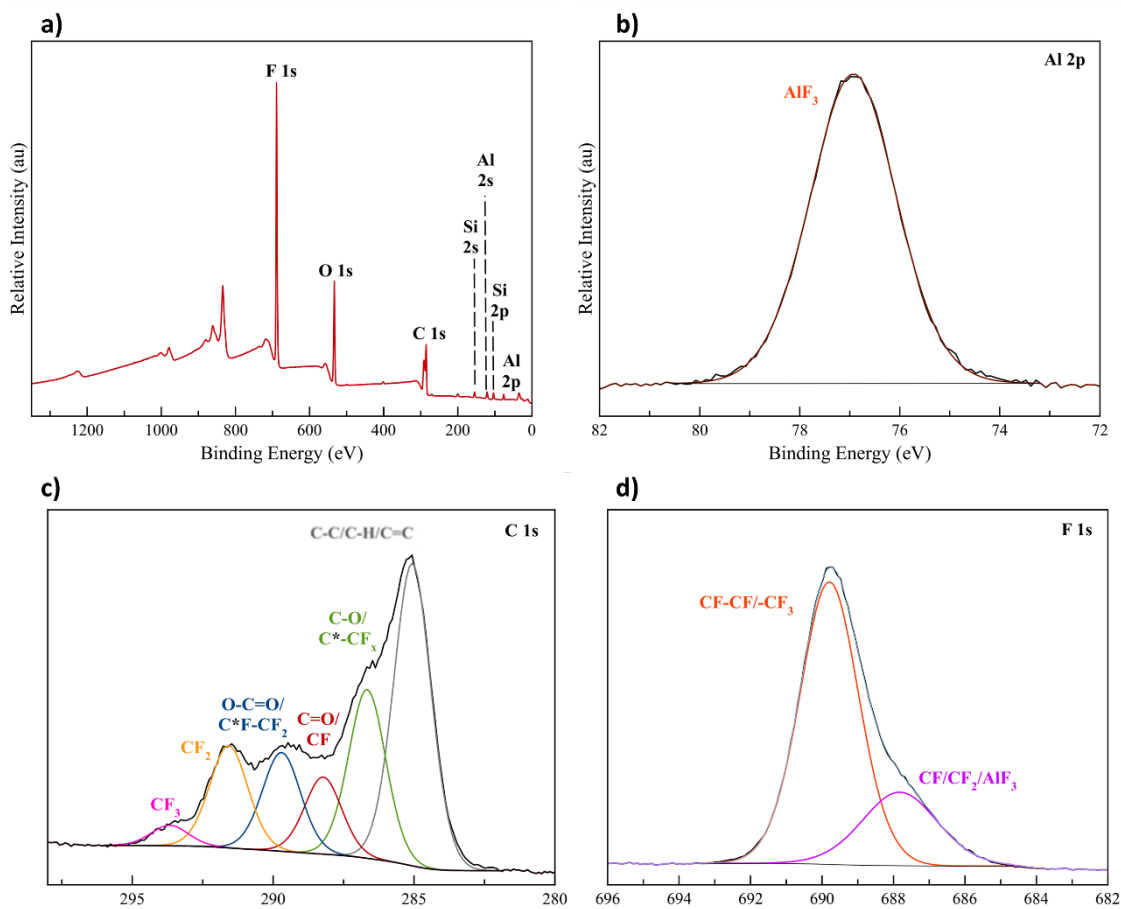 a)
F 1s
O 1s
C 1s
Si
2s
Al
2s
Si
2p
Al
2p
Relative Intensity (au)
1200 1000 800 600 400 200 0
Binding Energy (eV)
b)
Al 2p
AlF₃
Relative Intensity (au)
82 80 78 76 74 72
Binding Energy (eV)
c)
C 1s
C-C/C-H/C=C
C-O/
C*-CFₓ
O-C=O/
C*F-CF₂
C=O/
CF
CF₂
CF₃
295 290 285 280
d)
F 1s
CF-CF/-CF₃
CF/CF₂/AlF₃
696 694 692 690 688 686 684 682